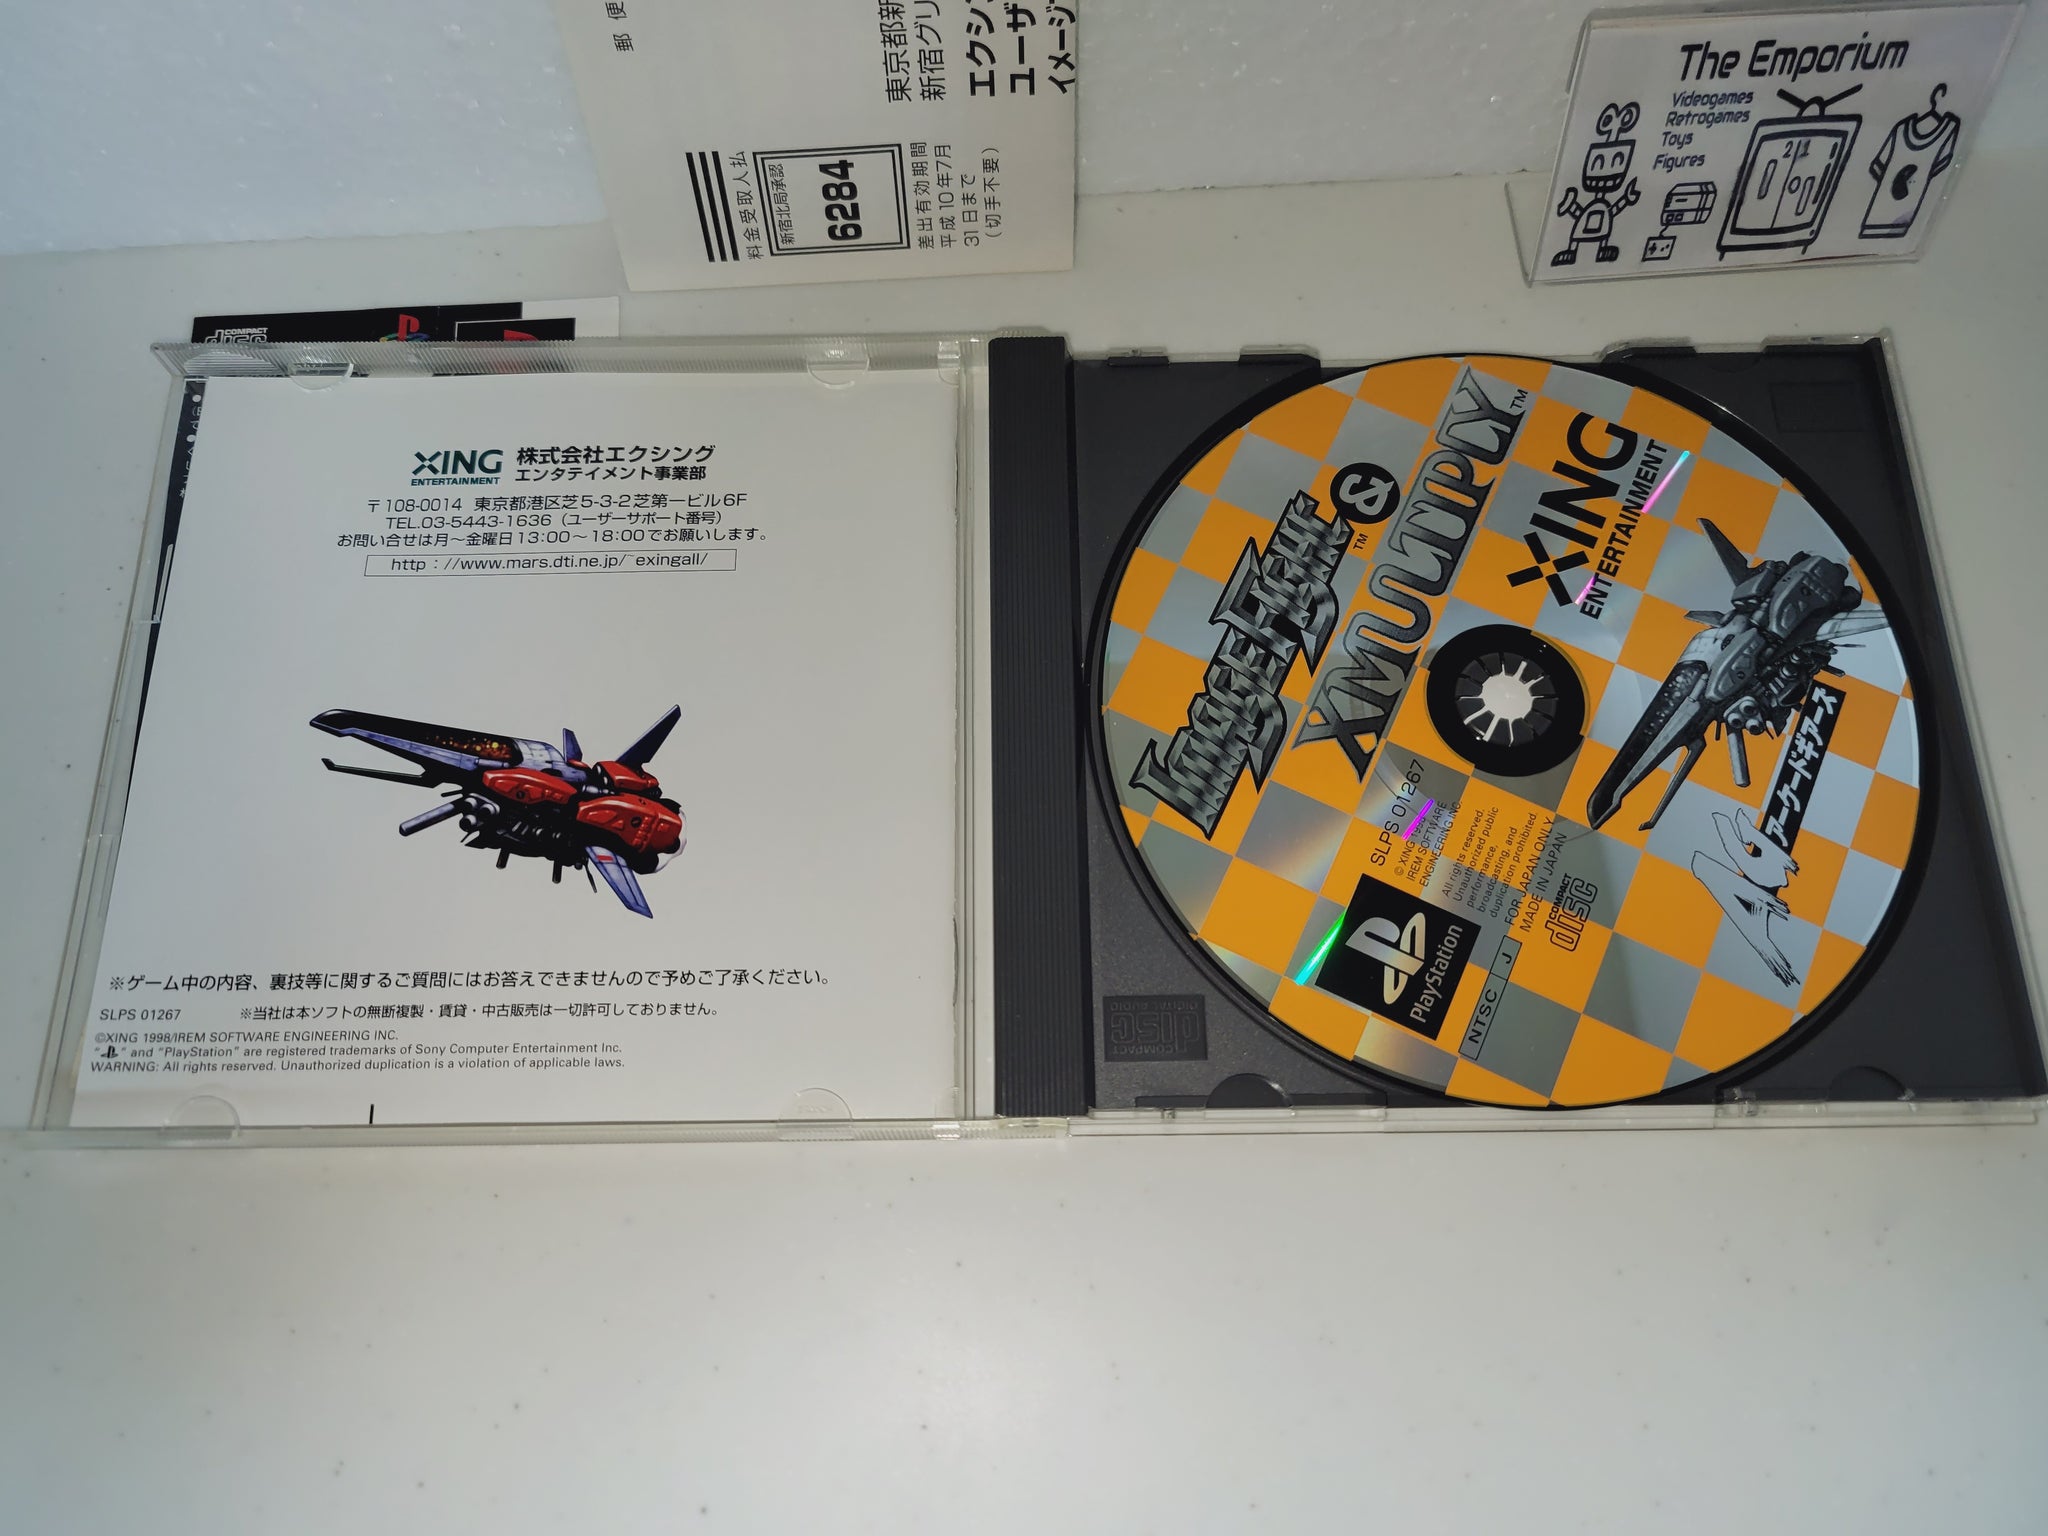 郵便
東京都新
新宿グリ
エクシン
ユーザ
イメージ
料金受取人払
新宿北局承認
6284
差出有効期間
平成10年7月
31日まで
(切手不要)
The Emporium
Videogames
Retrogames
Toys
Figures
21
COMPACT
disc
XING
ENTERTAINMENT
株式会社エクシング
エンタテイメント事業部
〒108-0014 東京都港区芝5-3-2芝第一ビル6F
TEL.03-5443-1636 (ユーザーサポート番号)
お問い合せは月〜金曜日13:00〜18:00でお願いします。
http://www.mars.dti.ne.jp/~exingall/
※ゲーム中の内容、裏技等に関するご質問にはお答えできませんので予めご了承ください。
SLPS 01267 ※当社は本ソフトの無断複製・賃貸・中古販売は一切許可しておりません。
©XING 1998/IREM SOFTWARE ENGINEERING INC.
" " and "PlayStation" are registered trademarks of Sony Computer Entertainment Inc.
WARNING: All rights reserved. Unauthorized duplication is a violation of applicable laws.
IMAGE FIGHT™ &
XMULTIPLY™
XING
ENTERTAINMENT
AG
アーケードギアーズ
SLPS 01267
© XING 1998
IREM SOFTWARE
ENGINEERING INC.
All rights reserved.
Unauthorized public
performance,
broadcasting, and
duplication prohibited.
FOR JAPAN ONLY
MADE IN JAPAN
COMPACT
disc
PlayStation
NTSC J
COMPACT
disc
DIGITAL AUDIO